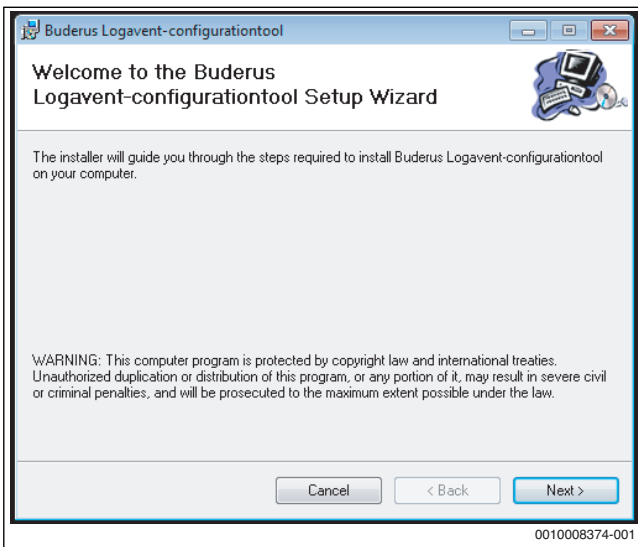 Buderus Logavent-configurationtool
Welcome to the Buderus
Logavent-configurationtool Setup Wizard
The installer will guide you through the steps required to install Buderus Logavent-configurationtool
on your computer.
WARNING: This computer program is protected by copyright law and international treaties.
Unauthorized duplication or distribution of this program, or any portion of it, may result in severe civil
or criminal penalties, and will be prosecuted to the maximum extent possible under the law.
Cancel < Back Next >
0010008374-001